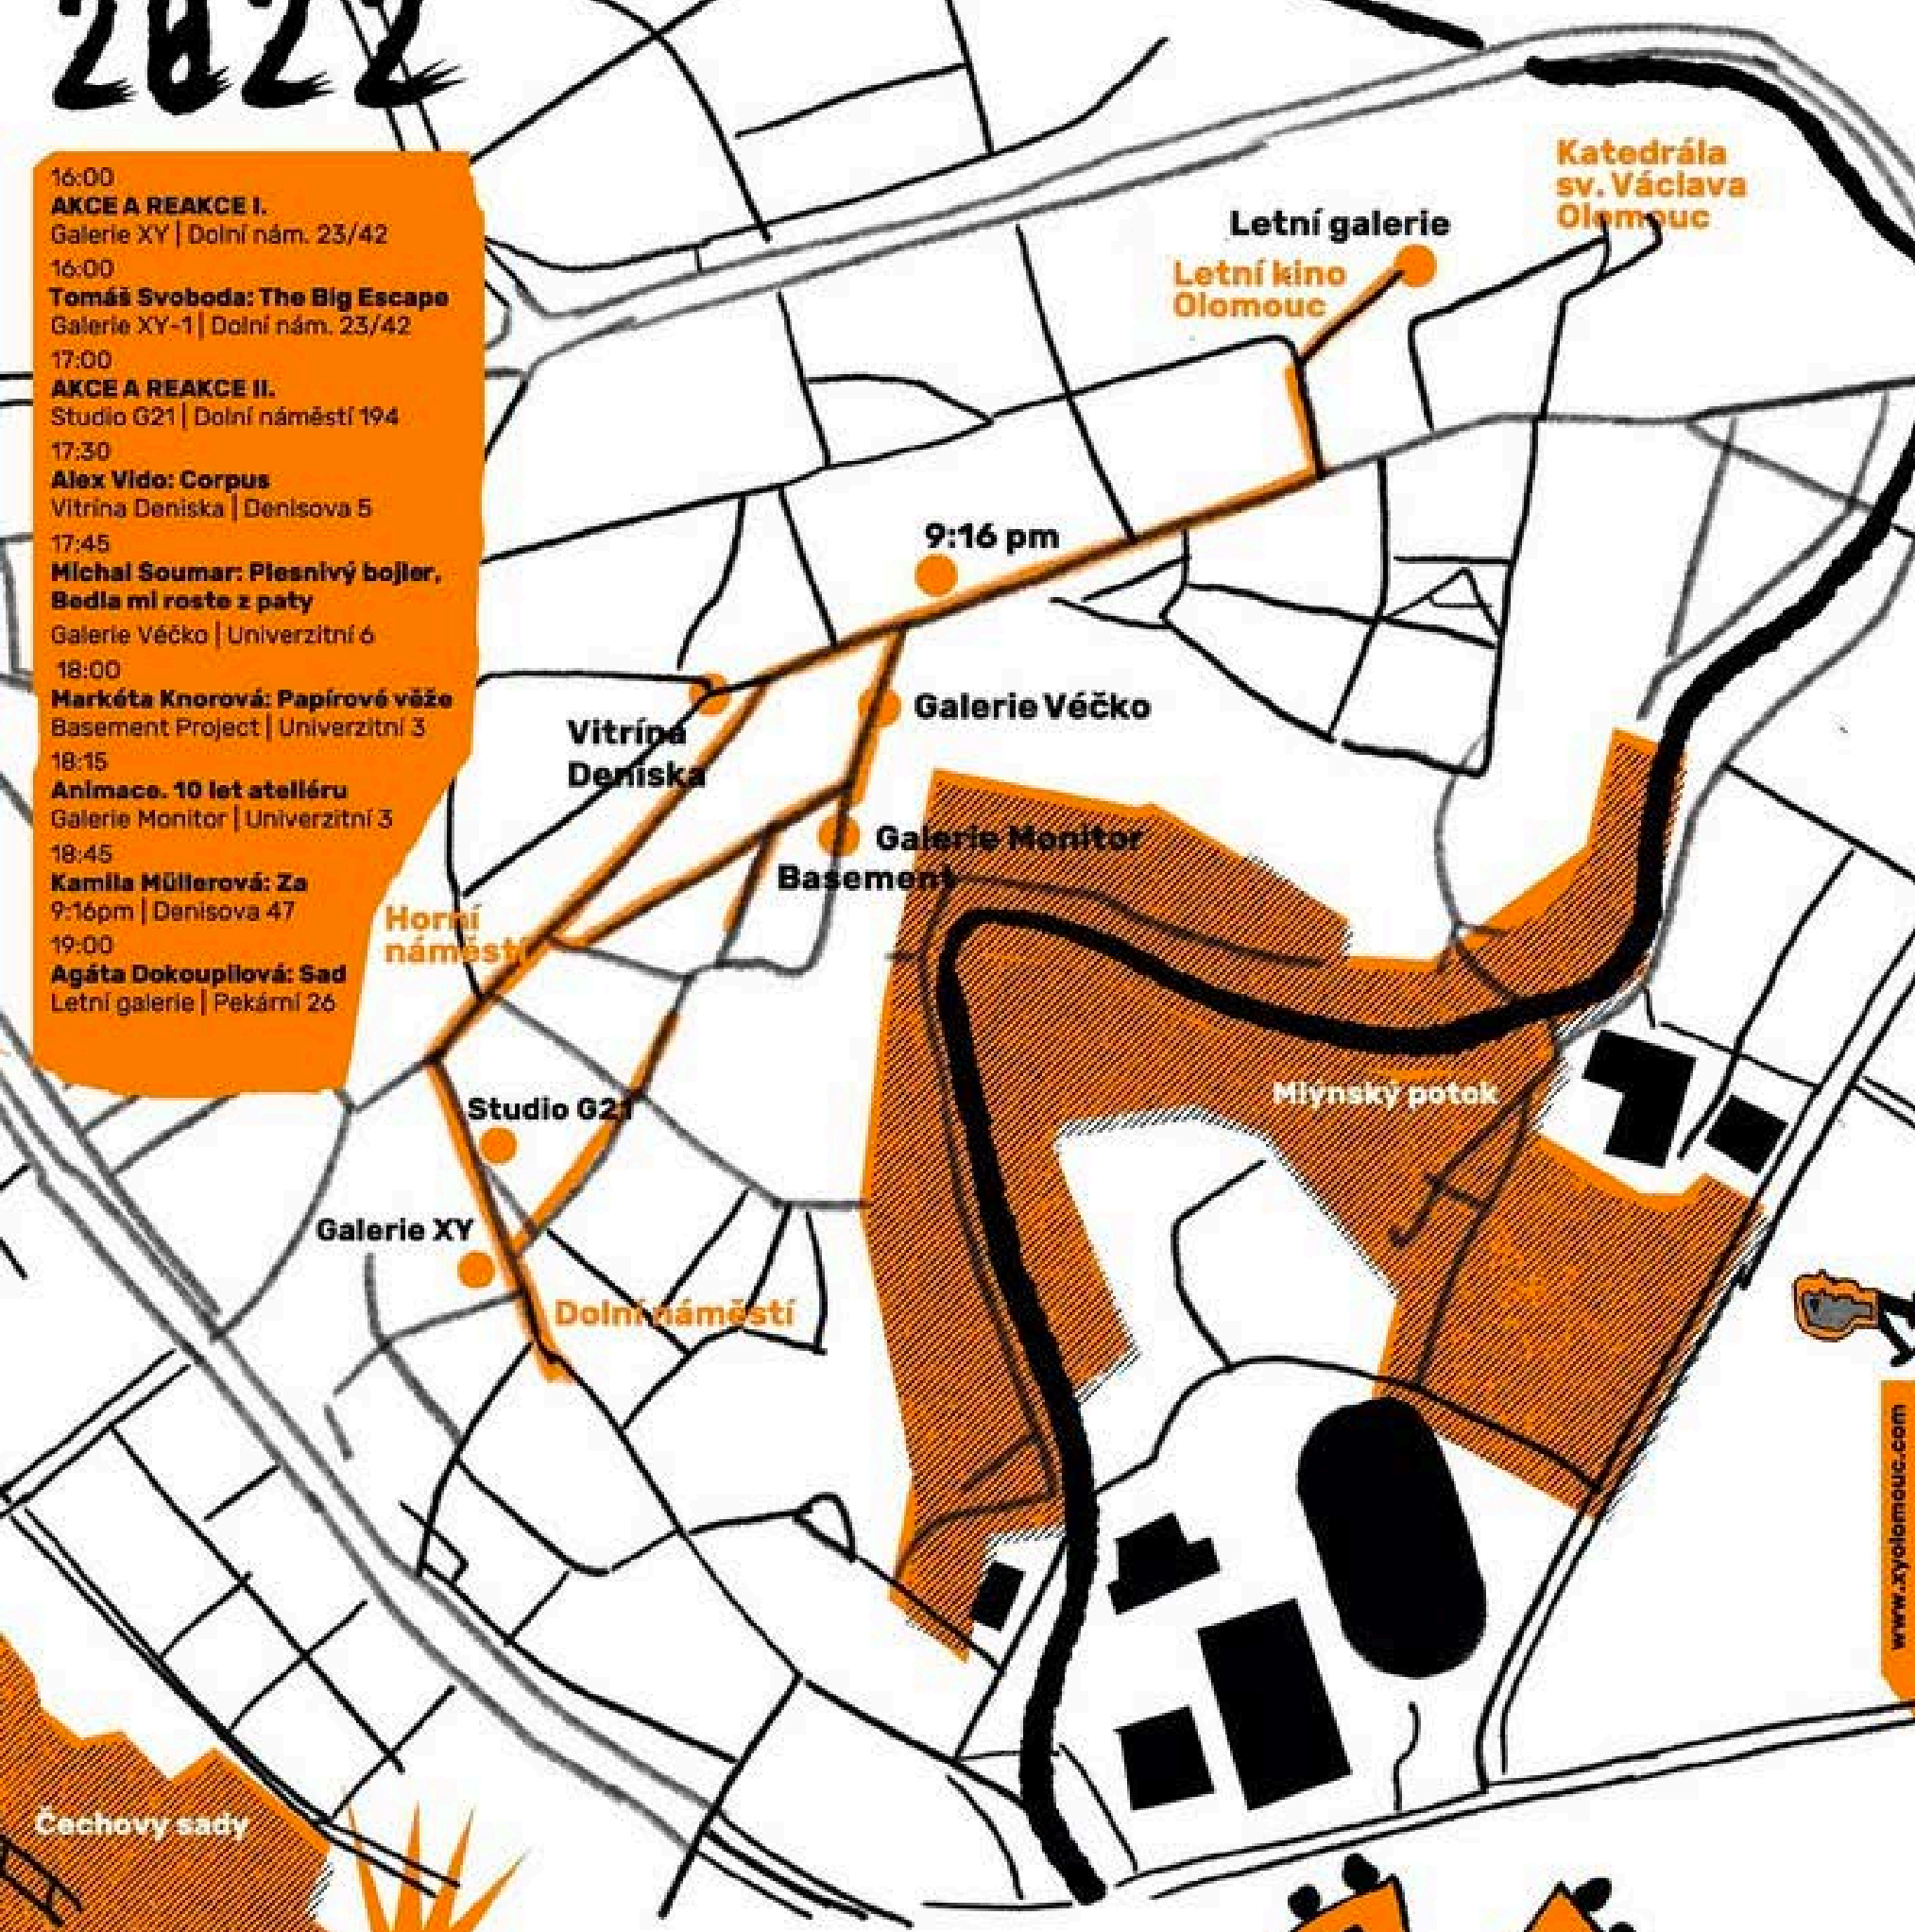 2022
16:00
AKCE A REAKCE I.
Galerie XY | Dolní nám. 23/42
16:00
Tomáš Svoboda: The Big Escape
Galerie XY-1 | Dolní nám. 23/42
17:00
AKCE A REAKCE II.
Studio G21 | Dolní náměstí 194
17:30
Alex Vido: Corpus
Vitrína Deniska | Denisova 5
17:45
Michal Soumar: Plesnivý bojler,
Bedla mi roste z paty
Galerie Véčko | Univerzitní 6
18:00
Markéta Knorová: Papírové věže
Basement Project | Univerzitní 3
18:15
Animace. 10 let ateliéru
Galerie Monitor | Univerzitní 3
18:45
Kamila Müllerová: Za
9:16pm | Denisova 47
19:00
Agáta Dokoupilová: Sad
Letní galerie | Pekární 26
Katedrála
sv. Václava
Olomouc
Letní galerie
Letní kino
Olomouc
9:16 pm
Galerie Véčko
Vitrína
Deniska
Galerie Monitor
Basement
Horní
náměstí
Studio G21
Mlýnský potok
Galerie XY
Dolní náměstí
www.xyolomouc.com
Čechovy sady